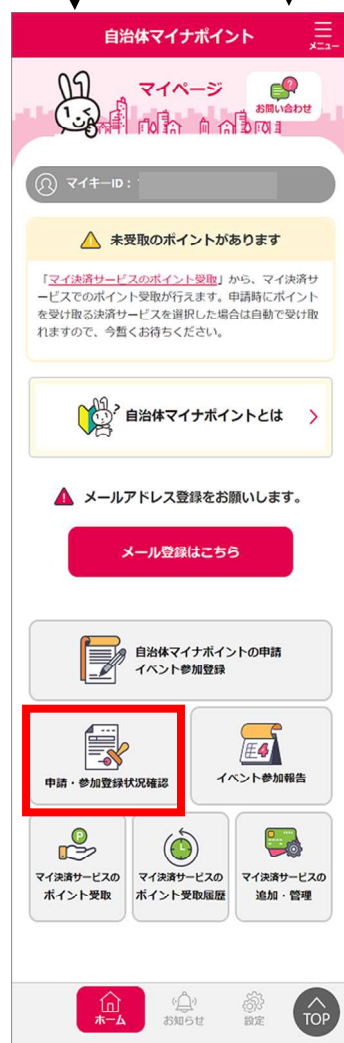 自治体マイナポイント
メニュー
マイページ
お問い合わせ
マイキーID：
未受取のポイントがあります
「マイ決済サービスのポイント受取」から、マイ決済サ
ービスでのポイント受取が行えます。申請時にポイント
を受け取る決済サービスを選択した場合は自動で受け取
れますので、今暫くお待ちください。
自治体マイナポイントとは
メールアドレス登録をお願いします。
メール登録はこちら
自治体マイナポイントの申請
イベント参加登録
申請・参加登録状況確認
イベント参加報告
マイ決済サービスの
ポイント受取
マイ決済サービスの
ポイント受取履歴
マイ決済サービスの
追加・管理
ホーム
お知らせ
設定
TOP